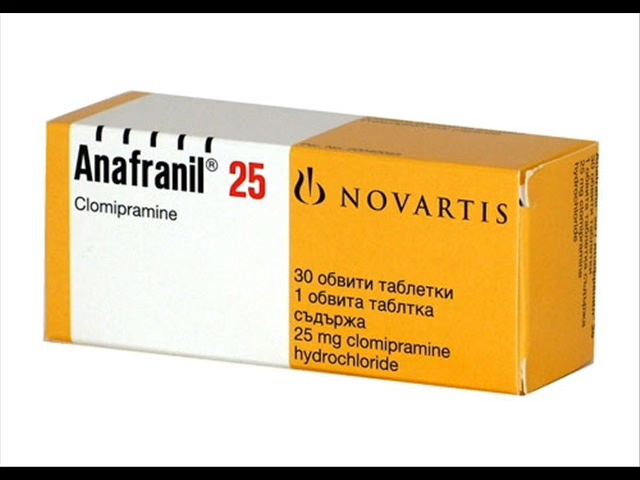 Anafranil® 25
Clomipramine
NOVARTIS
30 обвити таблетки
1 обвита таблтка
съдържа
25 mg clomipramine
hydrochloride